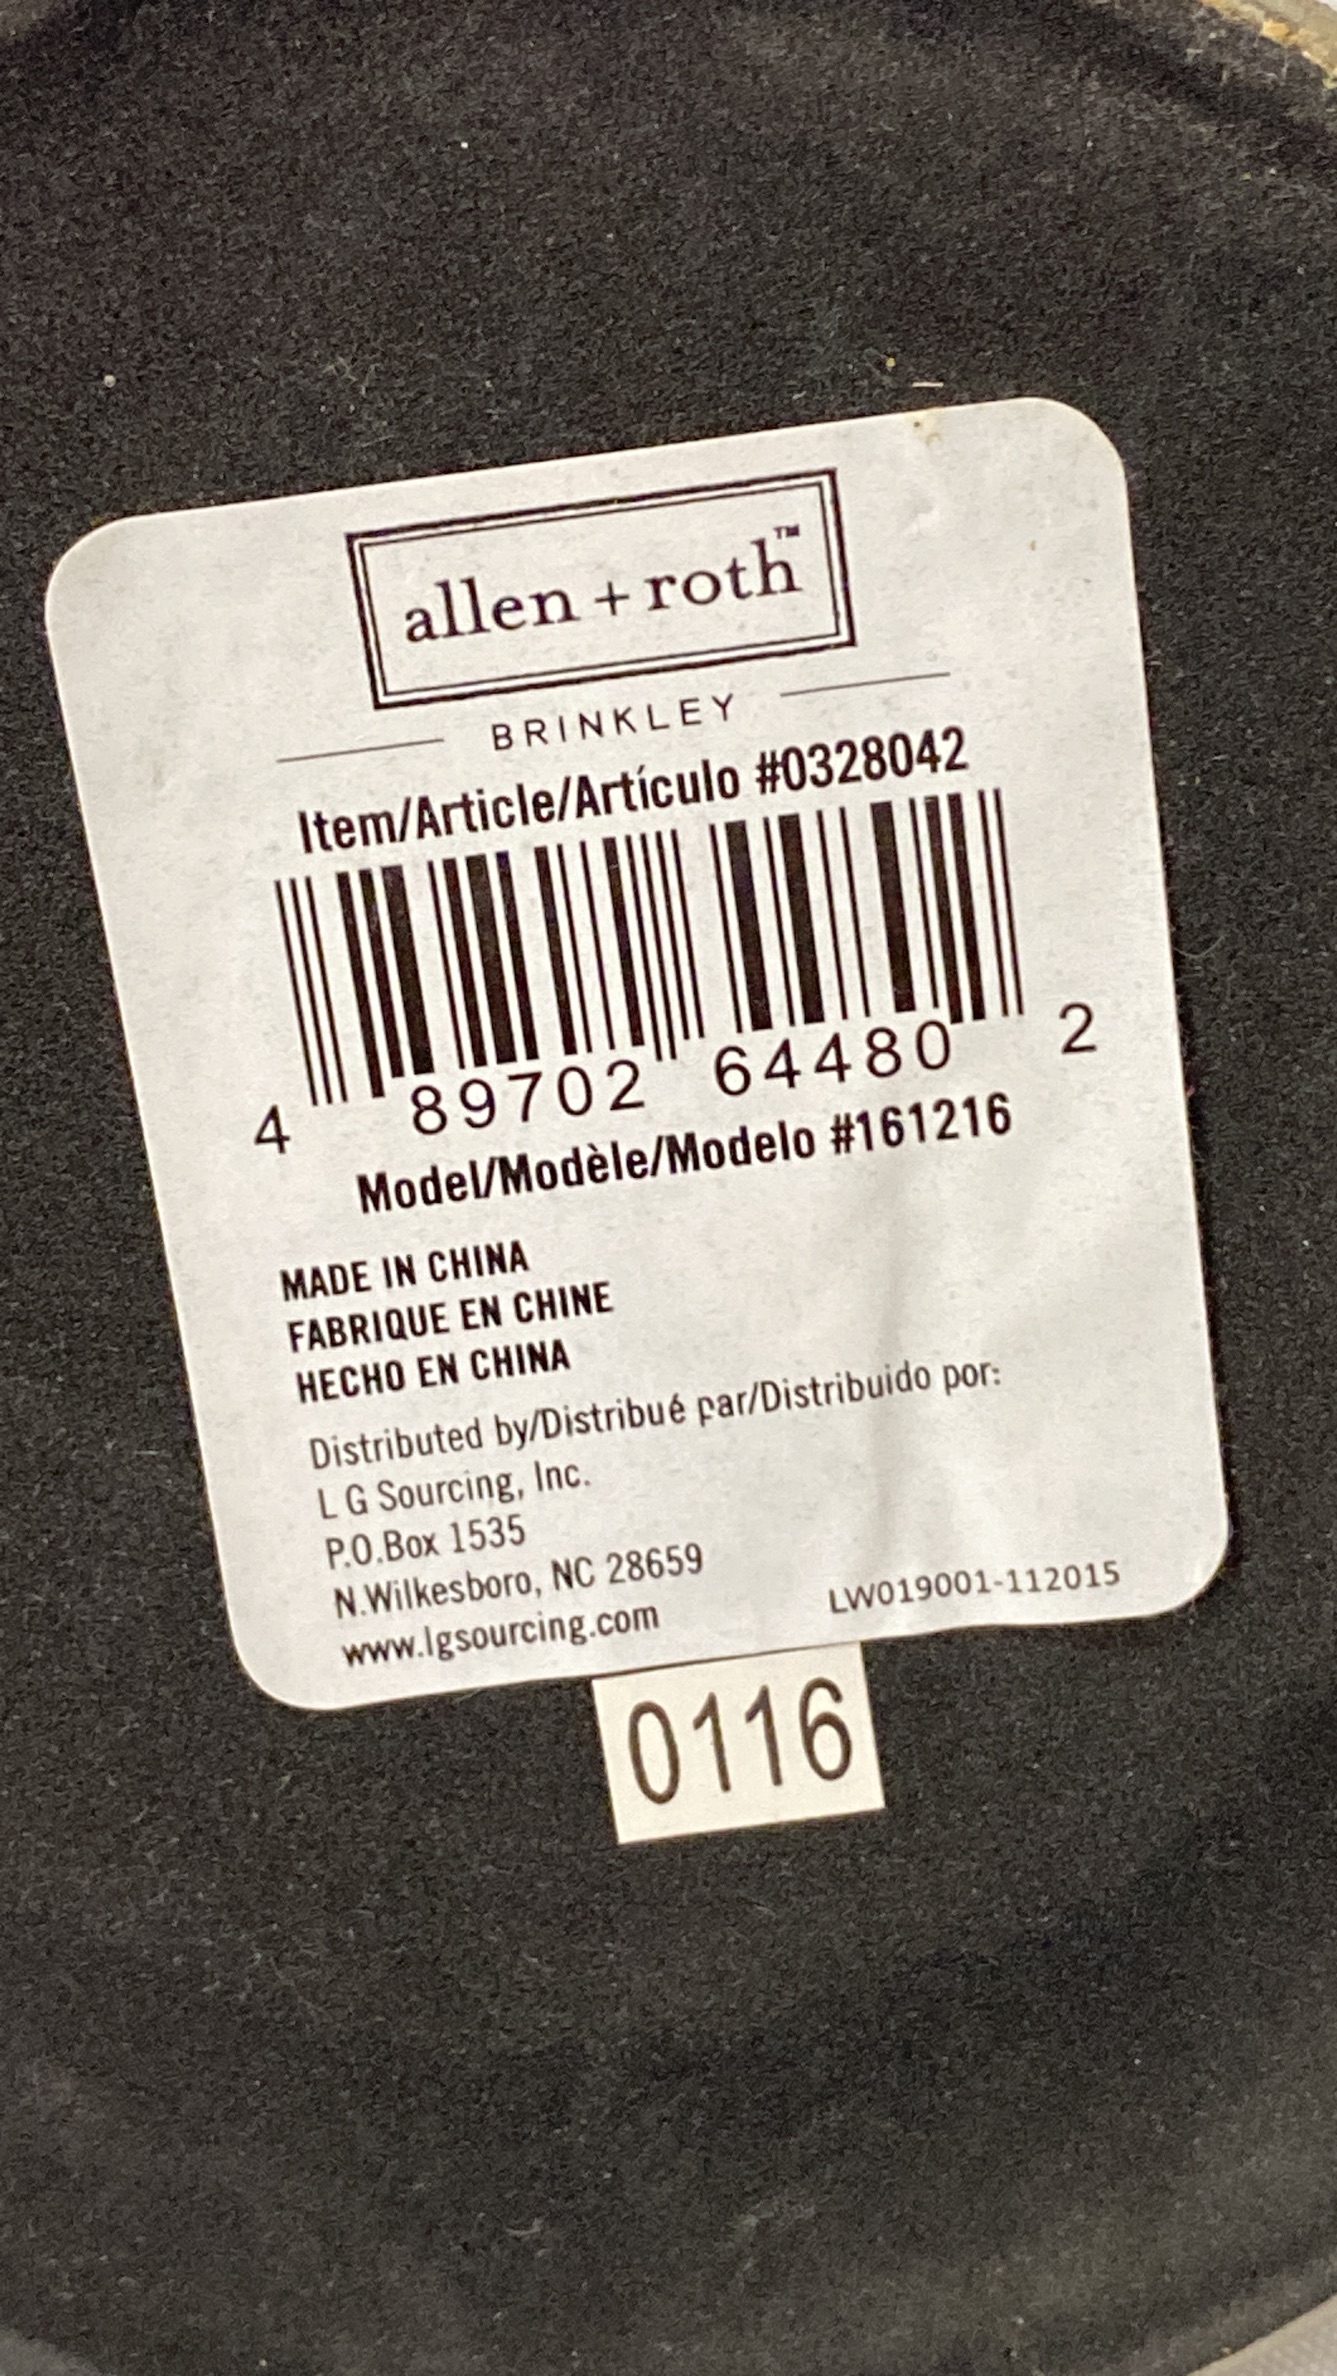 allen + roth™
BRINKLEY
Item/Article/Artículo #0328042
4 89702 64480 2
Model/Modèle/Modelo #161216
MADE IN CHINA
FABRIQUE EN CHINE
HECHO EN CHINA
Distributed by/Distribué par/Distribuido por:
L G Sourcing, Inc.
P.O.Box 1535
N.Wilkesboro, NC 28659
www.lgsourcing.com
LW019001-112015
0116